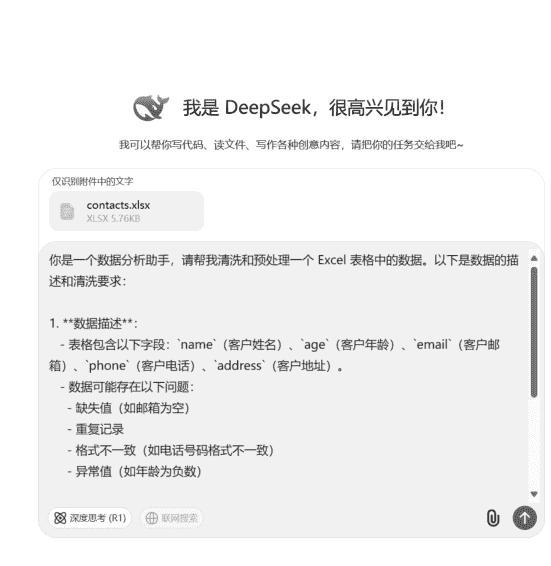 我是 DeepSeek，很高兴见到你！
我可以帮你写代码、读文件、写作各种创意内容，请把你的任务交给我吧~
仅识别附件中的文字
contacts.xlsx
XLSX 5.76KB
你是一个数据分析助手，请帮我清洗和预处理一个 Excel 表格中的数据。以下是数据的描
述和清洗要求：
1. **数据描述**：
- 表格包含以下字段：`name`（客户姓名）、`age`（客户年龄）、`email`（客户邮
箱）、`phone`（客户电话）、`address`（客户地址）。
- 数据可能存在以下问题：
- 缺失值（如邮箱为空）
- 重复记录
- 格式不一致（如电话号码格式不一致）
- 异常值（如年龄为负数）
深度思考 (R1) 联网搜索